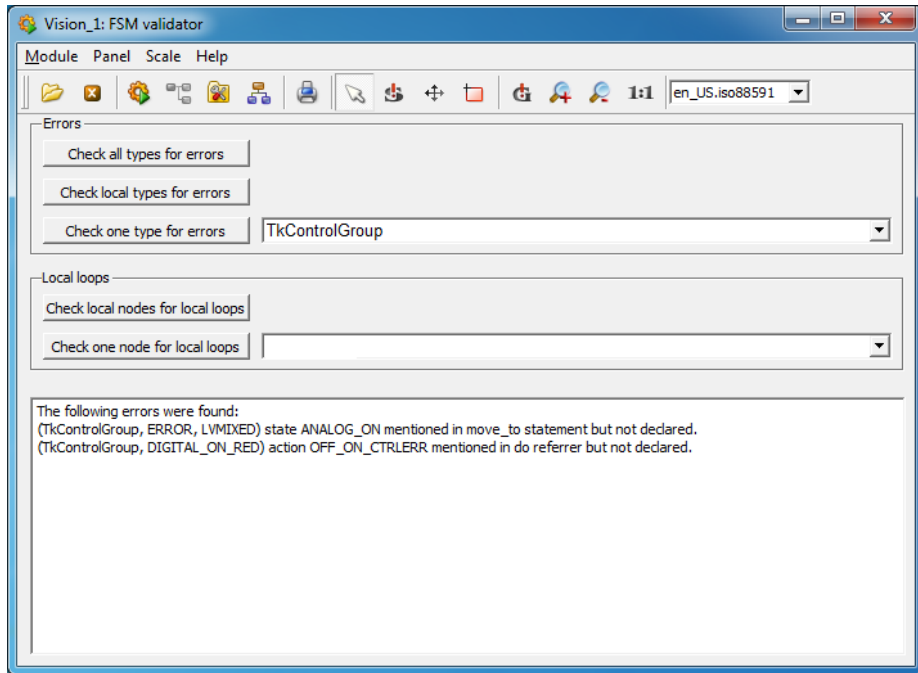 Vision_1: FSM validator
Module Panel Scale Help
1:1 en_US.iso88591
Errors
Check all types for errors
Check local types for errors
Check one type for errors TkControlGroup
Local loops
Check local nodes for local loops
Check one node for local loops
The following errors were found:
(TkControlGroup, ERROR, LVMIXED) state ANALOG_ON mentioned in move_to statement but not declared.
(TkControlGroup, DIGITAL_ON_RED) action OFF_ON_CTRLERR mentioned in do referrer but not declared.